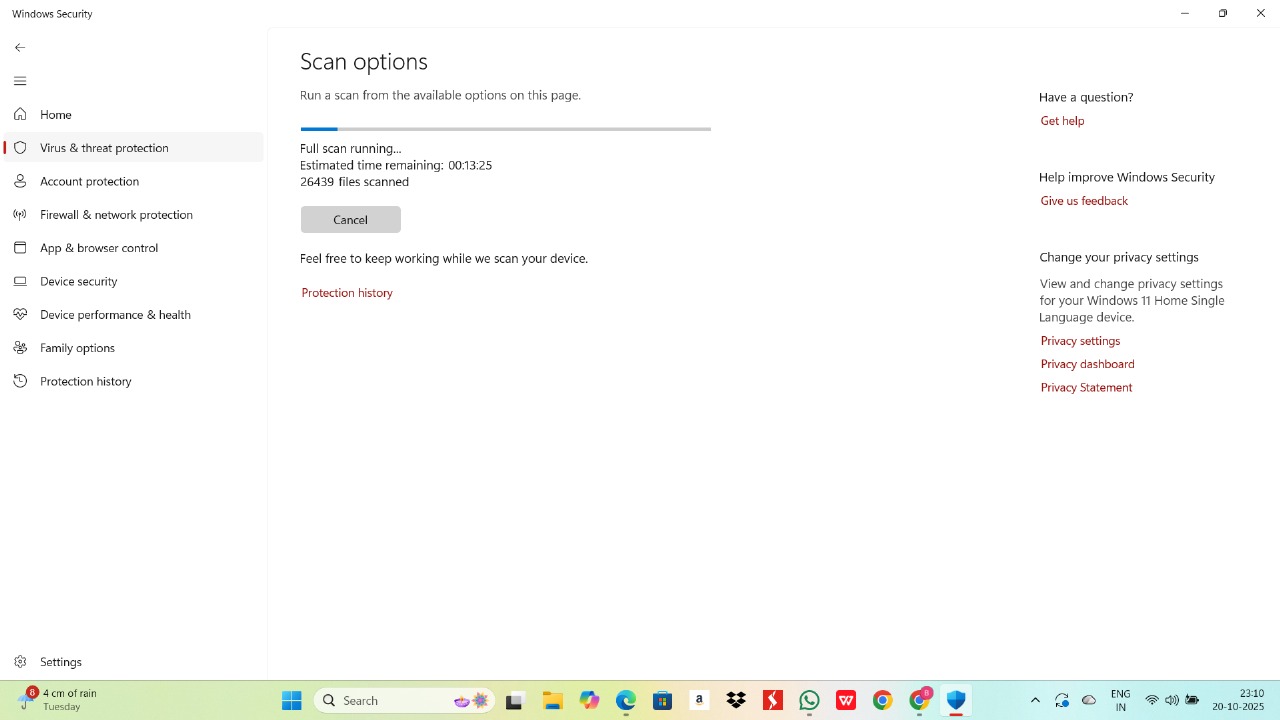 Windows Security
Home
Virus & threat protection
Account protection
Firewall & network protection
App & browser control
Device security
Device performance & health
Family options
Protection history
Settings
Scan options
Run a scan from the available options on this page.
Full scan running...
Estimated time remaining: 00:13:25
26439 files scanned
Cancel
Feel free to keep working while we scan your device.
Protection history
Have a question?
Get help
Help improve Windows Security
Give us feedback
Change your privacy settings
View and change privacy settings
for your Windows 11 Home Single
Language device.
Privacy settings
Privacy dashboard
Privacy Statement
8
4 cm of rain
Tuesday
Search
a
W
8
ENG
IN
23:10
20-10-2025